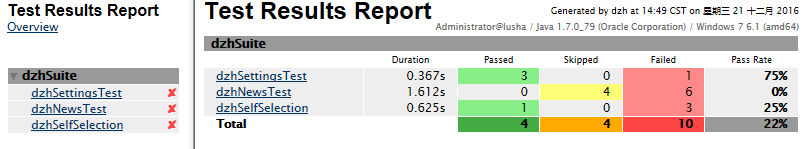 Test Results Report
Overview
dzhSuite
dzhSettingsTest ✘
dzhNewsTest ✘
dzhSelfSelection ✘
Test Results Report
Generated by dzh at 14:49 CST on 星期三 21 十二月 2016
Administrator@lusha / Java 1.7.0_79 (Oracle Corporation) / Windows 7 6.1 (amd64)
dzhSuite
Duration Passed Skipped Failed Pass Rate
dzhSettingsTest 0.367s 3 0 1 75%
dzhNewsTest 1.612s 0 4 6 0%
dzhSelfSelection 0.625s 1 0 3 25%
Total 4 4 10 22%